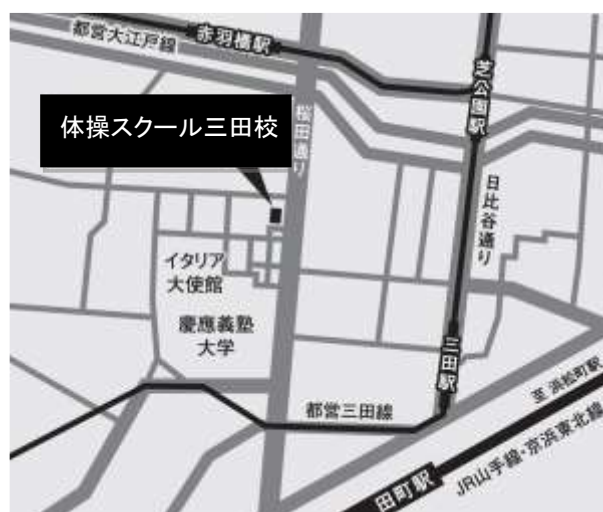 都営大江戸線
赤羽橋駅
芝公園駅
体操スクール三田校
桜田通り
日比谷通り
イタリア
大使館
慶應義塾
大学
三田駅
至 浜松町駅
都営三田線
JR山手線・京浜東北線
田町駅